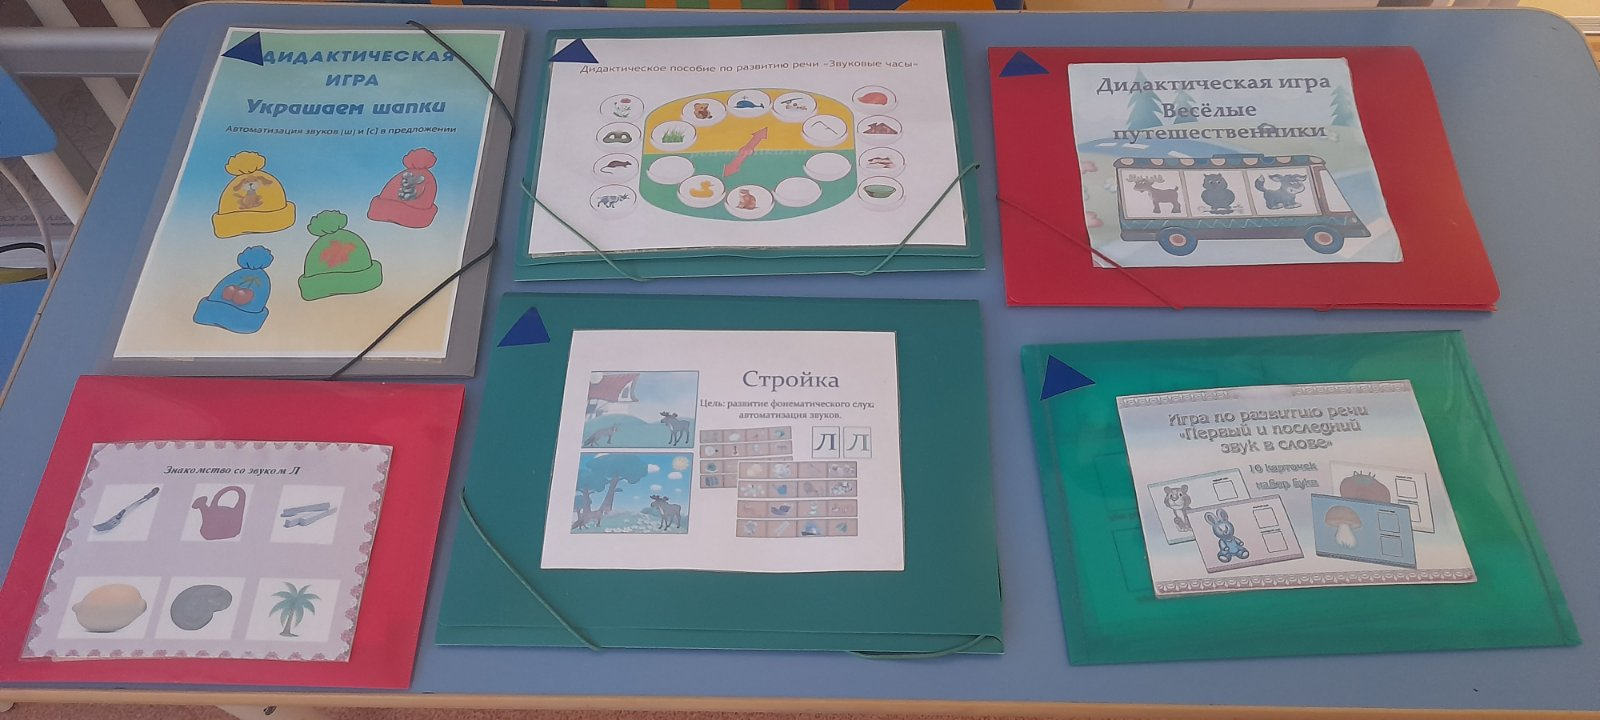 ДИДАКТИЧЕСКАЯ
ИГРА
Украшаем шапки
Автоматизация звуков [ш] и [с] в предложении
Дидактическое пособие по развитию речи «Звуковые часы»
Дидактическая игра
Весёлые
путешественники
Знакомство со звуком Л
Стройка
Цель: развитие фонематического слуха;
автоматизация звуков.
Л Л
Игра по развитию речи
«Первый и последний
звук в слове»
10 карточек
набор букв